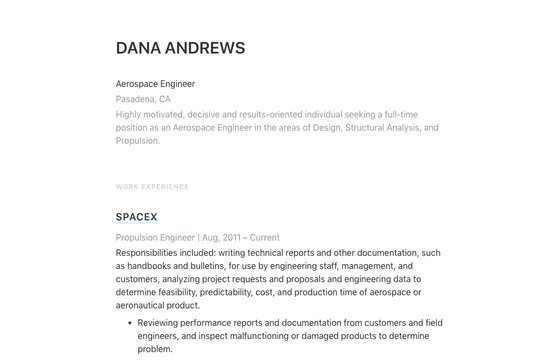 DANA ANDREWS
Aerospace Engineer
Pasadena, CA
Highly motivated, decisive and results-oriented individual seeking a full-time
position as an Aerospace Engineer in the areas of Design, Structural Analysis, and
Propulsion.
WORK EXPERIENCE
SPACEX
Propulsion Engineer | Aug, 2011 – Current
Responsibilities included: writing technical reports and other documentation, such
as handbooks and bulletins, for use by engineering staff, management, and
customers, analyzing project requests and proposals and engineering data to
determine feasibility, predictability, cost, and production time of aerospace or
aeronautical product.
• Reviewing performance reports and documentation from customers and field
engineers, and inspect malfunctioning or damaged products to determine
problem.